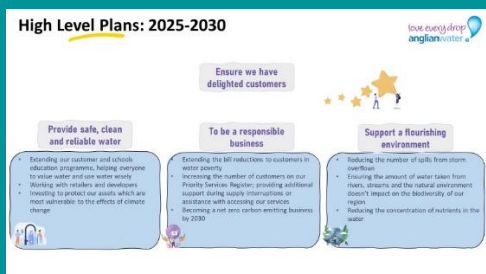 High Level Plans: 2025-2030
love every drop
anglianwater
Ensure we have
delighted customers
Provide safe, clean
and reliable water
• Extending our customer and schools
education programme, helping everyone
to value water and use water wisely
• Working with retailers and developers
• Investing to protect our assets which are
most vulnerable to the effects of climate
change
To be a responsible
business
• Extending the bill reductions to customers in
water poverty
• Increasing the number of customers on our
Priority Services Register; providing additional
support during supply interruptions or
assistance with accessing our services
• Becoming a net zero carbon emitting business
by 2030
Support a flourishing
environment
• Reducing the number of spills from storm
overflow
• Ensuring the amount of water taken from
rivers, streams and the natural environment
doesn't impact on the biodiversity of our
region
• Reducing the concentration of nutrients in the
water